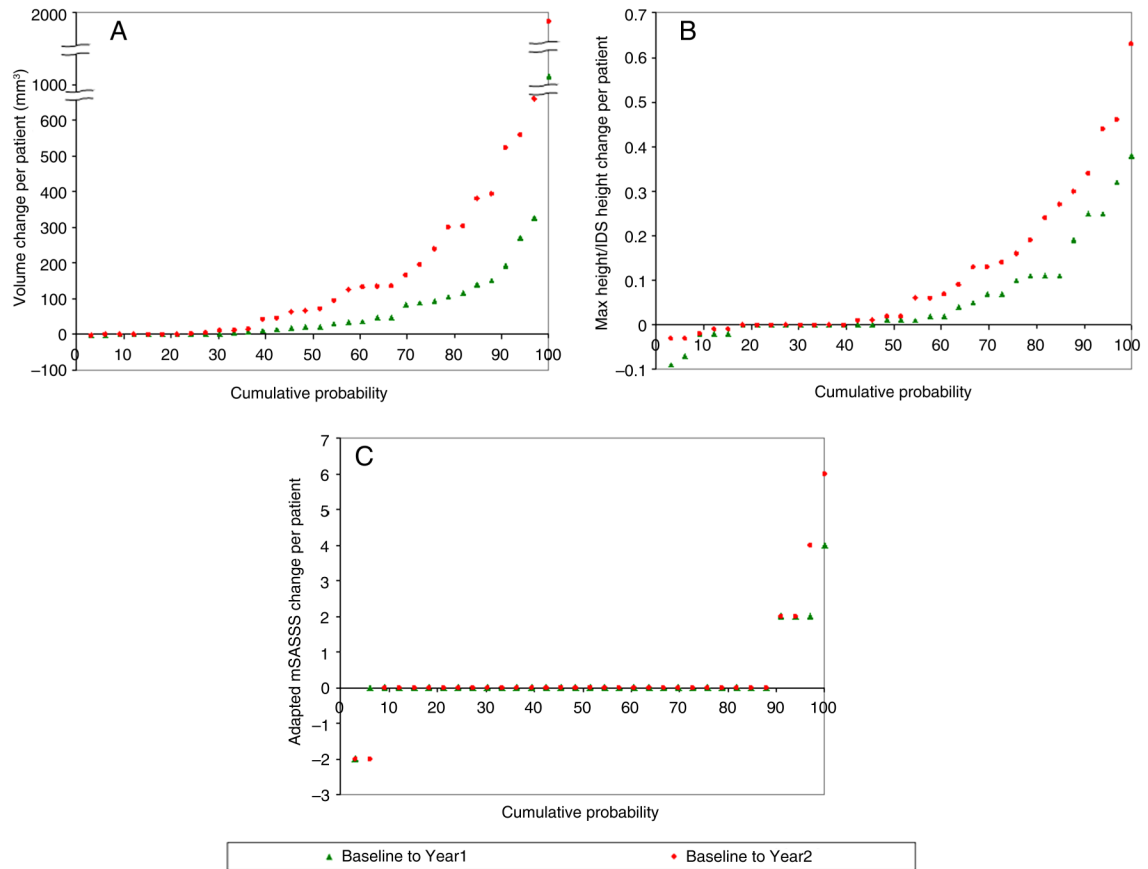 A
Volume change per patient (mm³)
2000
1000
600
500
400
300
200
100
0
–100
0 10 20 30 40 50 60 70 80 90 100
Cumulative probability
B
Max height/IDS height change per patient
0.7
0.6
0.5
0.4
0.3
0.2
0.1
0
–0.1
0 10 20 30 40 50 60 70 80 90 100
Cumulative probability
C
Adapted mSASSS change per patient
7
6
5
4
3
2
1
0
–1
–2
–3
0 10 20 30 40 50 60 70 80 90 100
Cumulative probability
Baseline to Year1
Baseline to Year2